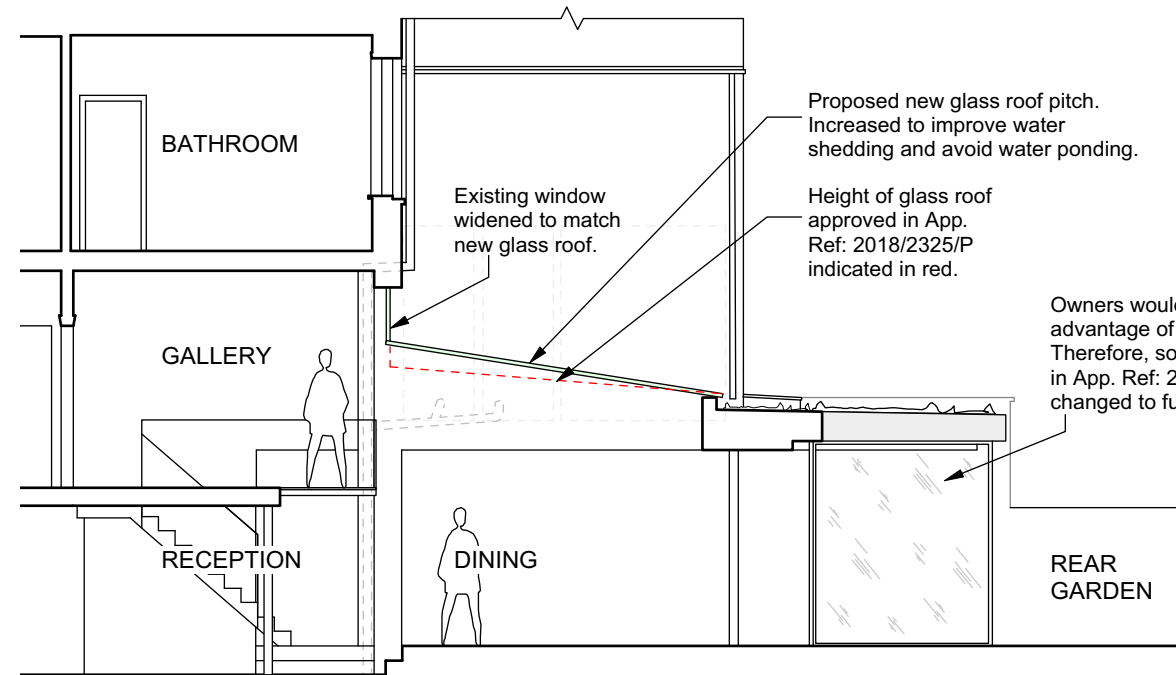 BATHROOM
Proposed new glass roof pitch.
Increased to improve water
shedding and avoid water ponding.
Existing window
widened to match
new glass roof.
Height of glass roof
approved in App.
Ref: 2018/2325/P
indicated in red.
Owners would
advantage of
Therefore, so
in App. Ref: 2
changed to fu
GALLERY
RECEPTION
DINING
REAR
GARDEN